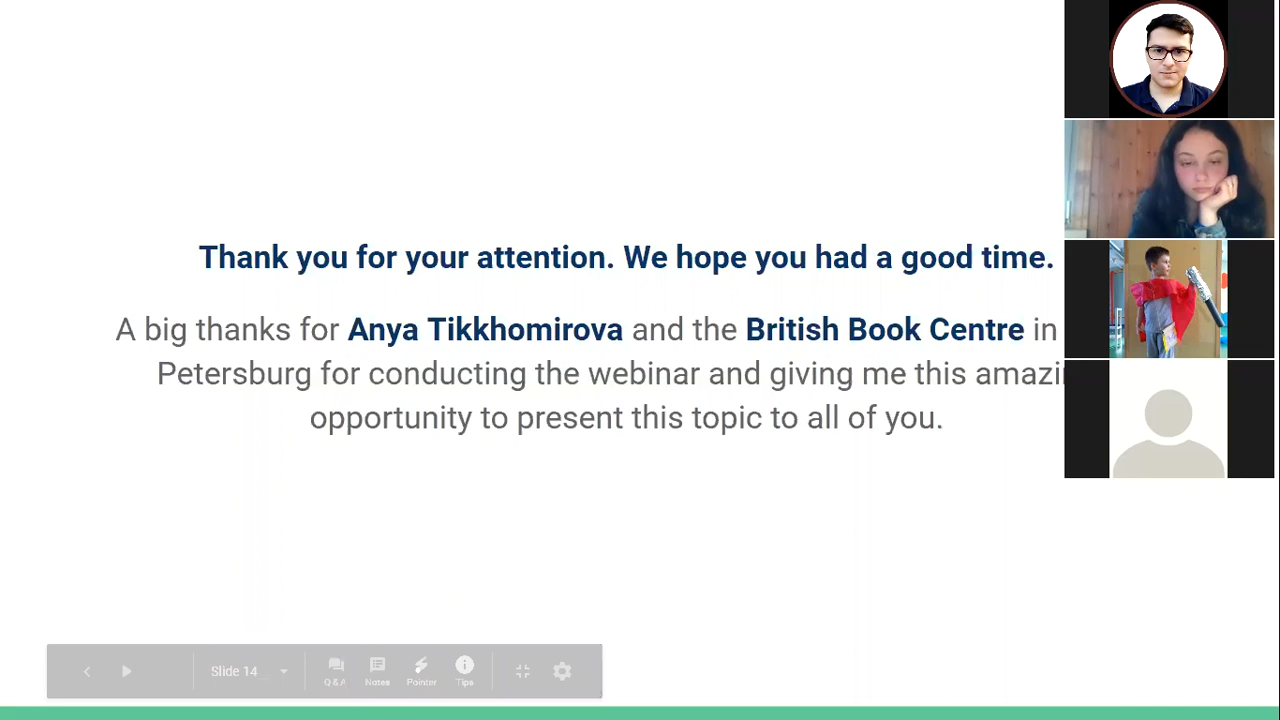 Thank you for your attention. We hope you had a good time.
A big thanks for Anya Tikkhomirova and the British Book Centre in
Petersburg for conducting the webinar and giving me this
opportunity to present this topic to all of you.
Slide 14
Q & A Notes Pointer Tips